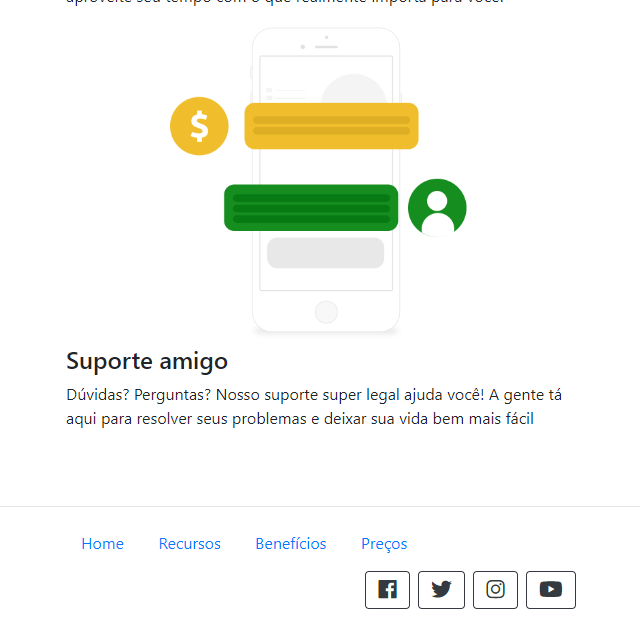 aproveite seu tempo com o que realmente importa para você.
$
Suporte amigo
Dúvidas? Perguntas? Nosso suporte super legal ajuda você! A gente tá
aqui para resolver seus problemas e deixar sua vida bem mais fácil
Home Recursos Benefícios Preços